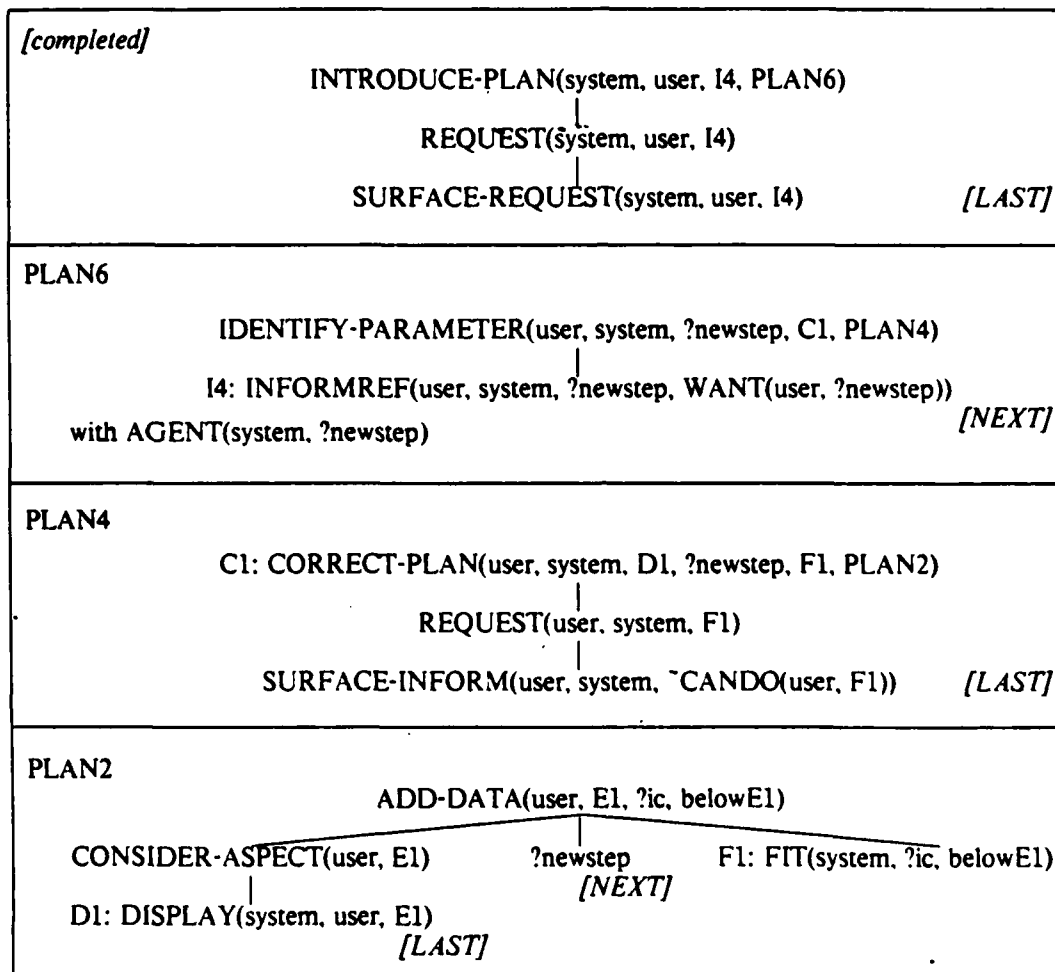 [completed]
INTRODUCE-PLAN(system, user, I4, PLAN6)
REQUEST(system, user, I4)
SURFACE-REQUEST(system, user, I4) [LAST]
PLAN6
IDENTIFY-PARAMETER(user, system, ?newstep, C1, PLAN4)
I4: INFORMREF(user, system, ?newstep, WANT(user, ?newstep))
with AGENT(system, ?newstep) [NEXT]
PLAN4
C1: CORRECT-PLAN(user, system, D1, ?newstep, F1, PLAN2)
REQUEST(user, system, F1)
SURFACE-INFORM(user, system, ~CANDO(user, F1)) [LAST]
PLAN2
ADD-DATA(user, E1, ?ic, belowE1)
CONSIDER-ASPECT(user, E1) ?newstep F1: FIT(system, ?ic, belowE1)
[NEXT]
D1: DISPLAY(system, user, E1)
[LAST]